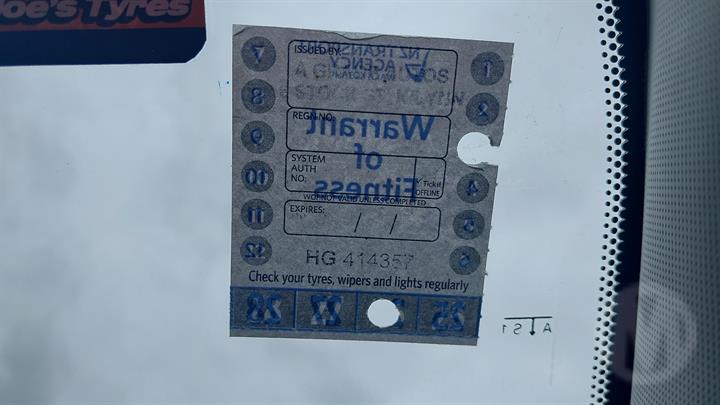 Joe's Tyres
ISSUED BY:
NZ TRANSPORT
AGENCY
REGN NO:
Warrant
of
Fitness
SYSTEM
AUTH
NO:
✓ Ticket
OFFLINE
WOF NOT VALID UNLESS COMPLETED
EXPIRES: / /
HG 414357
Check your tyres, wipers and lights regularly
7 1
8 2
9
10 4
11 5
12 6
28 27 25
AS1